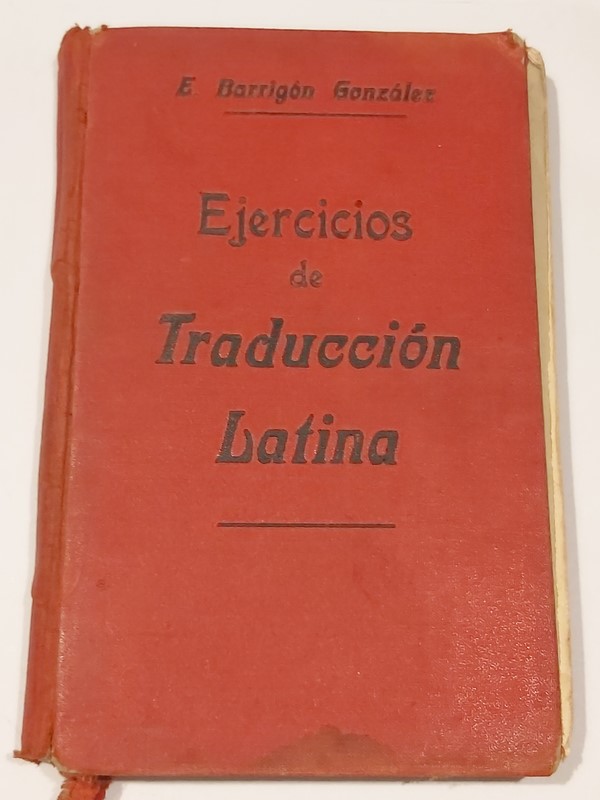 E Barrigón González
Ejercicios
de
Traducción
Latina